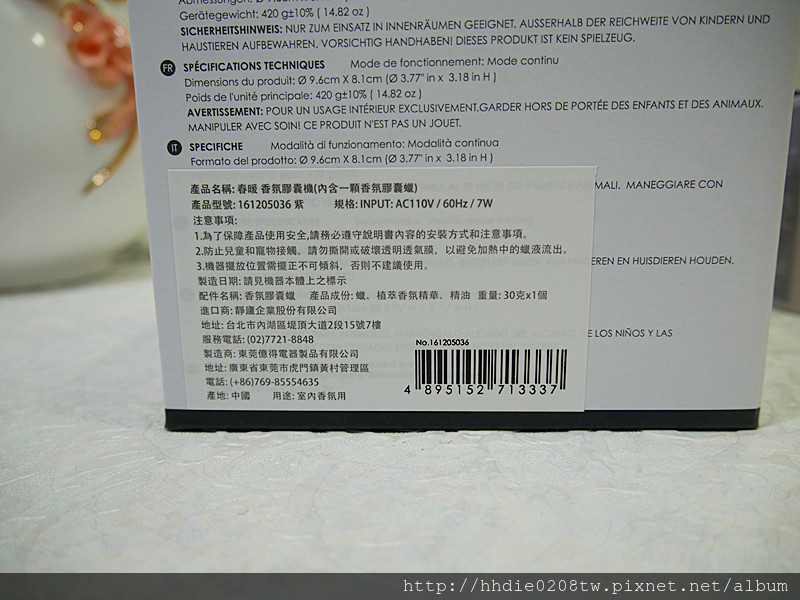 Gerätegewicht: 420 g±10% ( 14.82 oz )
SICHERHEITSHINWEIS: NUR ZUM EINSATZ IN INNENRÄUMEN GEEIGNET. AUSSERHALB DER REICHWEITE VON KINDERN UND
HAUSTIEREN AUFBEWAHREN. VORSICHTIG HANDHABEN! DIESES PRODUKT IST KEIN SPIELZEUG.
FR SPÉCIFICATIONS TECHNIQUES Mode de fonctionnement: Mode continu
Dimensions du produit: Ø 9.6cm X 8.1cm (Ø 3.77" in x 3.18 in H )
Poids de l'unité principale: 420 g±10% ( 14.82 oz )
AVERTISSEMENT: POUR UN USAGE INTÉRIEUR EXCLUSIVEMENT.GARDER HORS DE PORTÉE DES ENFANTS ET DES ANIMAUX.
MANIPULER AVEC SOIN! CE PRODUIT N'EST PAS UN JOUET.
IT SPECIFICHE Modalità di funzionamento: Modalità continua
Formato del prodotto: Ø 9.6cm X 8.1cm (Ø 3.77" in x 3.18 in H )
MALI. MANEGGIARE CON
EREN EN HUISDIEREN HOUDEN.
E LOS NIÑOS Y LAS
產品名稱: 春暖 香氛膠囊機(內含一顆香氛膠囊蠟)
產品型號: 161205036 紫 規格: INPUT: AC110V / 60Hz / 7W
注意事項:
1.為了保障產品使用安全,請務必遵守說明書內容的安裝方式和注意事項。
2.防止兒童和寵物接觸。請勿撕開或破壞透明透氣膜，以避免加熱中的蠟液流出。
3.機器擺放位置需擺正不可傾斜，否則不建議使用。
製造日期: 請見機器本體上之標示
配件名稱: 香氛膠囊蠟 產品成份: 蠟、植萃香氛精華、精油 重量: 30克x1個
進口商: 靜廬企業股份有限公司
地址: 台北市內湖區堤頂大道2段15號7樓
服務電話: (02)7721-8848
製造商: 東莞億得電器製品有限公司
地址: 廣東省東莞市虎門鎮黃村管理區
電話: (+86)769-85554635
產地: 中國 用途: 室內香氛用
No.161205036
4 895152 713337
http://hhdie0208tw.pixnet.net/album